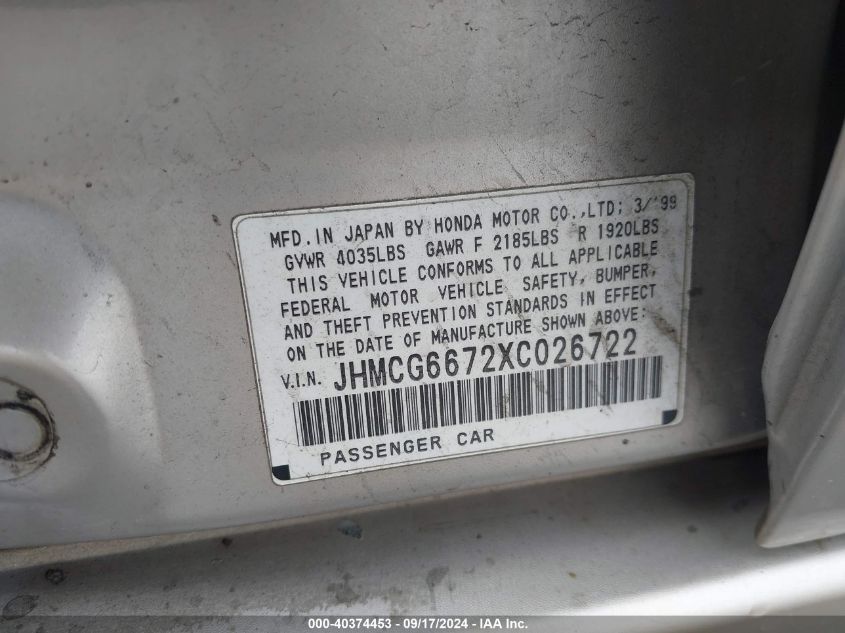 MFD. IN JAPAN BY HONDA MOTOR CO.,LTD; 3/'99
GVWR 4035LBS GAWR F 2185LBS R 1920LBS
THIS VEHICLE CONFORMS TO ALL APPLICABLE
FEDERAL MOTOR VEHICLE SAFETY, BUMPER,
AND THEFT PREVENTION STANDARDS IN EFFECT
ON THE DATE OF MANUFACTURE SHOWN ABOVE:
V.I.N. JHMCG6672XC026722
PASSENGER CAR
000-40374453 - 09/17/2024 - IAA Inc.